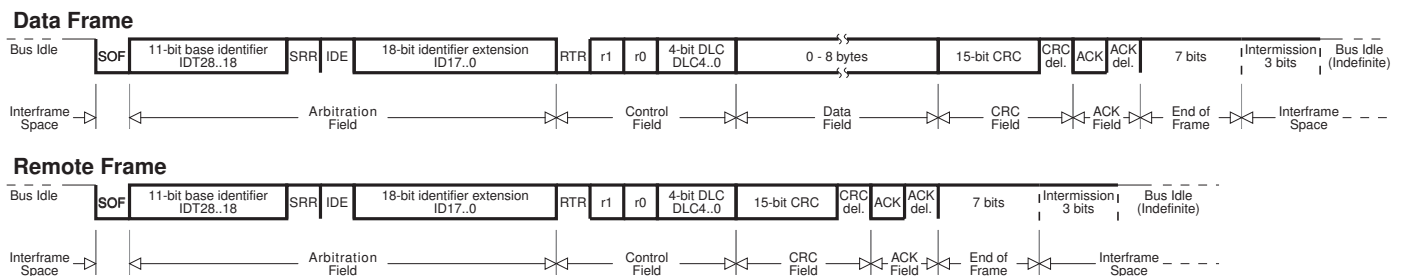 Data Frame
Bus Idle
SOF
11-bit base identifier
IDT28..18
SRR
IDE
18-bit identifier extension
ID17..0
RTR
r1
r0
4-bit DLC
DLC4..0
0 - 8 bytes
15-bit CRC
CRC
del.
ACK
ACK
del.
7 bits
Intermission
3 bits
Bus Idle
(Indefinite)
Interframe
Space
Arbitration
Field
Control
Field
Data
Field
CRC
Field
ACK
Field
End of
Frame
Interframe
Space
Remote Frame
Bus Idle
SOF
11-bit base identifier
IDT28..18
SRR
IDE
18-bit identifier extension
ID17..0
RTR
r1
r0
4-bit DLC
DLC4..0
15-bit CRC
CRC
del.
ACK
ACK
del.
7 bits
Intermission
3 bits
Bus Idle
(Indefinite)
Interframe
Space
Arbitration
Field
Control
Field
CRC
Field
ACK
Field
End of
Frame
Interframe
Space